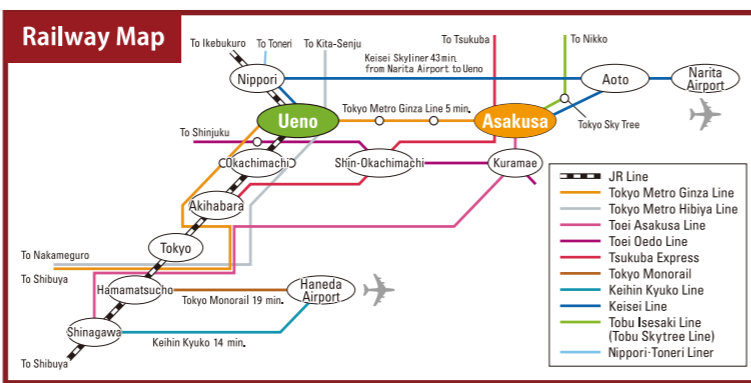 Railway Map
To Ikebukuro
To Toneri
To Kita-Senju
To Tsukuba
To Nikko
Keisei Skyliner 43min.
from Narita Airport to Ueno
Nippori
Aoto
Narita
Airport
Tokyo Metro Ginza Line 5 min.
Ueno
Asakusa
Tokyo Sky Tree
To Shinjuku
Okachimachi
Shin-Okachimachi
Kuramae
Akihabara
Tokyo
To Nakameguro
To Shibuya
Hamamatsucho
Tokyo Monorail 19 min.
Haneda
Airport
Shinagawa
Keihin Kyuko 14 min.
To Shibuya
JR Line
Tokyo Metro Ginza Line
Tokyo Metro Hibiya Line
Toei Asakusa Line
Toei Oedo Line
Tsukuba Express
Tokyo Monorail
Keihin Kyuko Line
Keisei Line
Tobu Isesaki Line
(Tobu Skytree Line)
Nippori-Toneri Liner